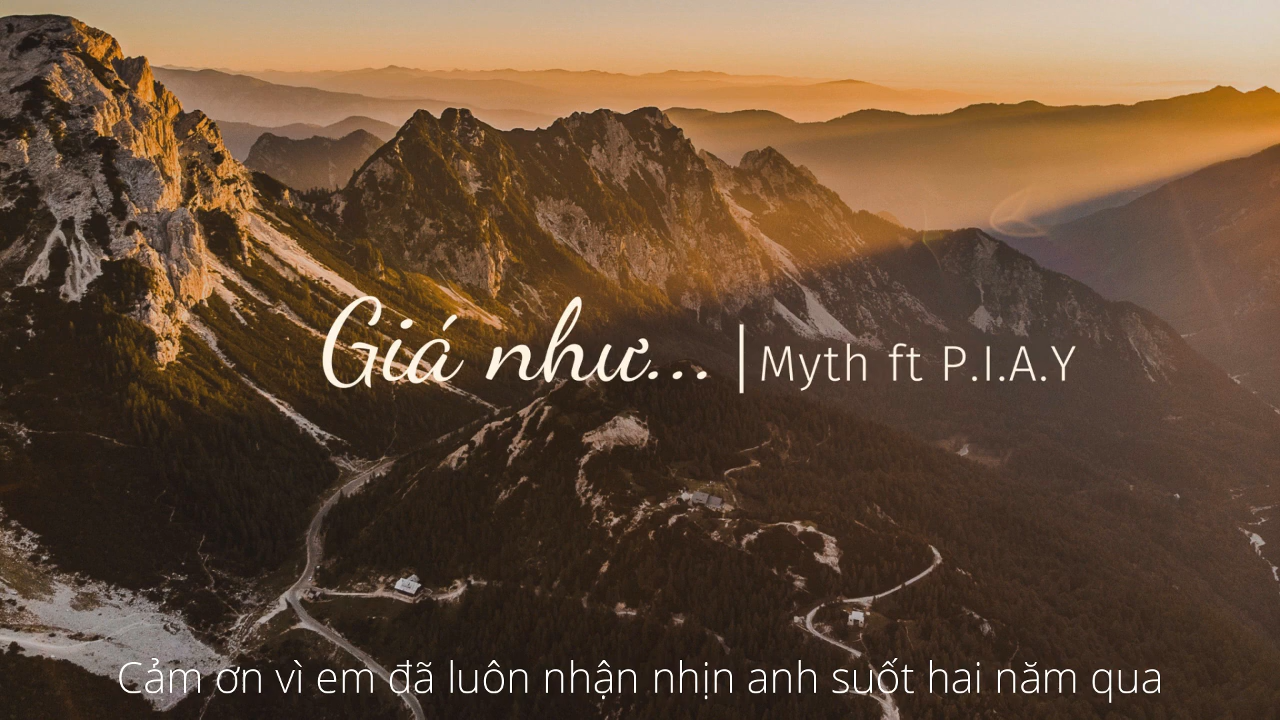 Giá như... | Myth ft P.I.A.Y
Cảm ơn vì em đã luôn nhận nhịn anh suốt hai năm qua